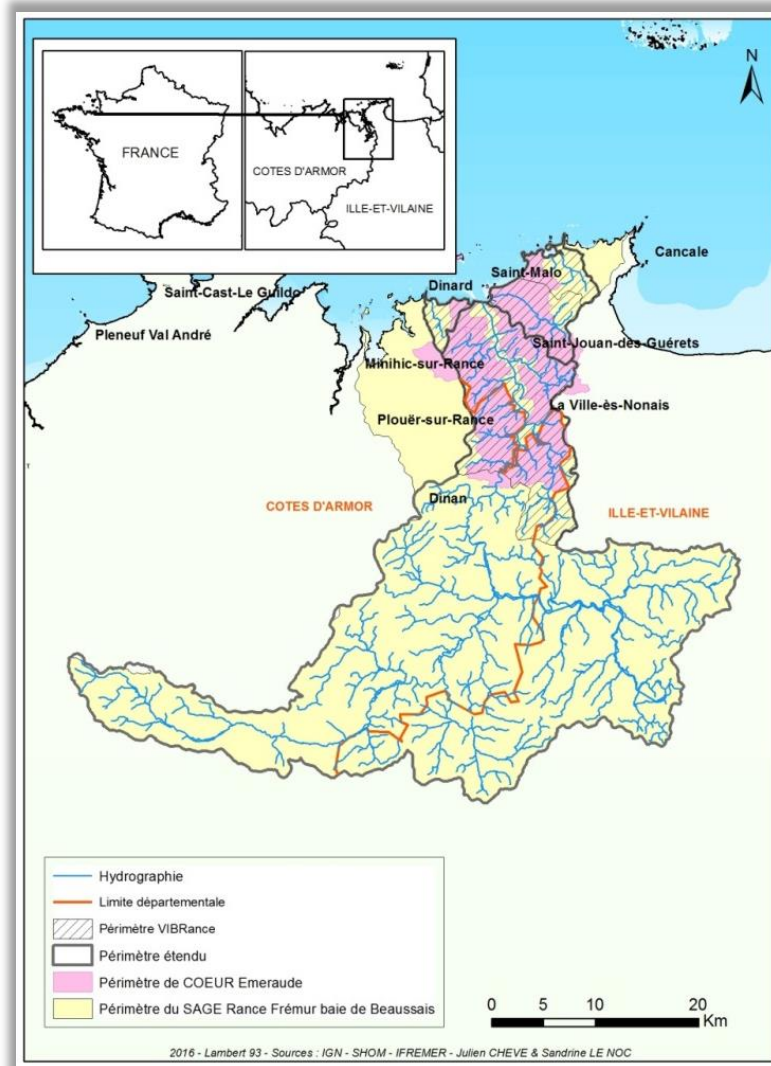 N
FRANCE
COTES D'ARMOR
ILLE-ET-VILAINE
Cancale
Saint-Malo
Dinard
Saint-Cast-Le Guildo
Pleneuf Val André
Saint-Jouan-des-Guérets
Minihic-sur-Rance
La Ville-ès-Nonais
Plouër-sur-Rance
Dinan
COTES D'ARMOR
ILLE-ET-VILAINE
Hydrographie
Limite départementale
Périmètre VIBRance
Périmètre étendu
Périmètre de COEUR Emeraude
Périmètre du SAGE Rance Frémur baie de Beaussais
0 5 10 20
Km
2016 - Lambert 93 - Sources : IGN - SHOM - IFREMER - Julien CHEVE & Sandrine LE NOC